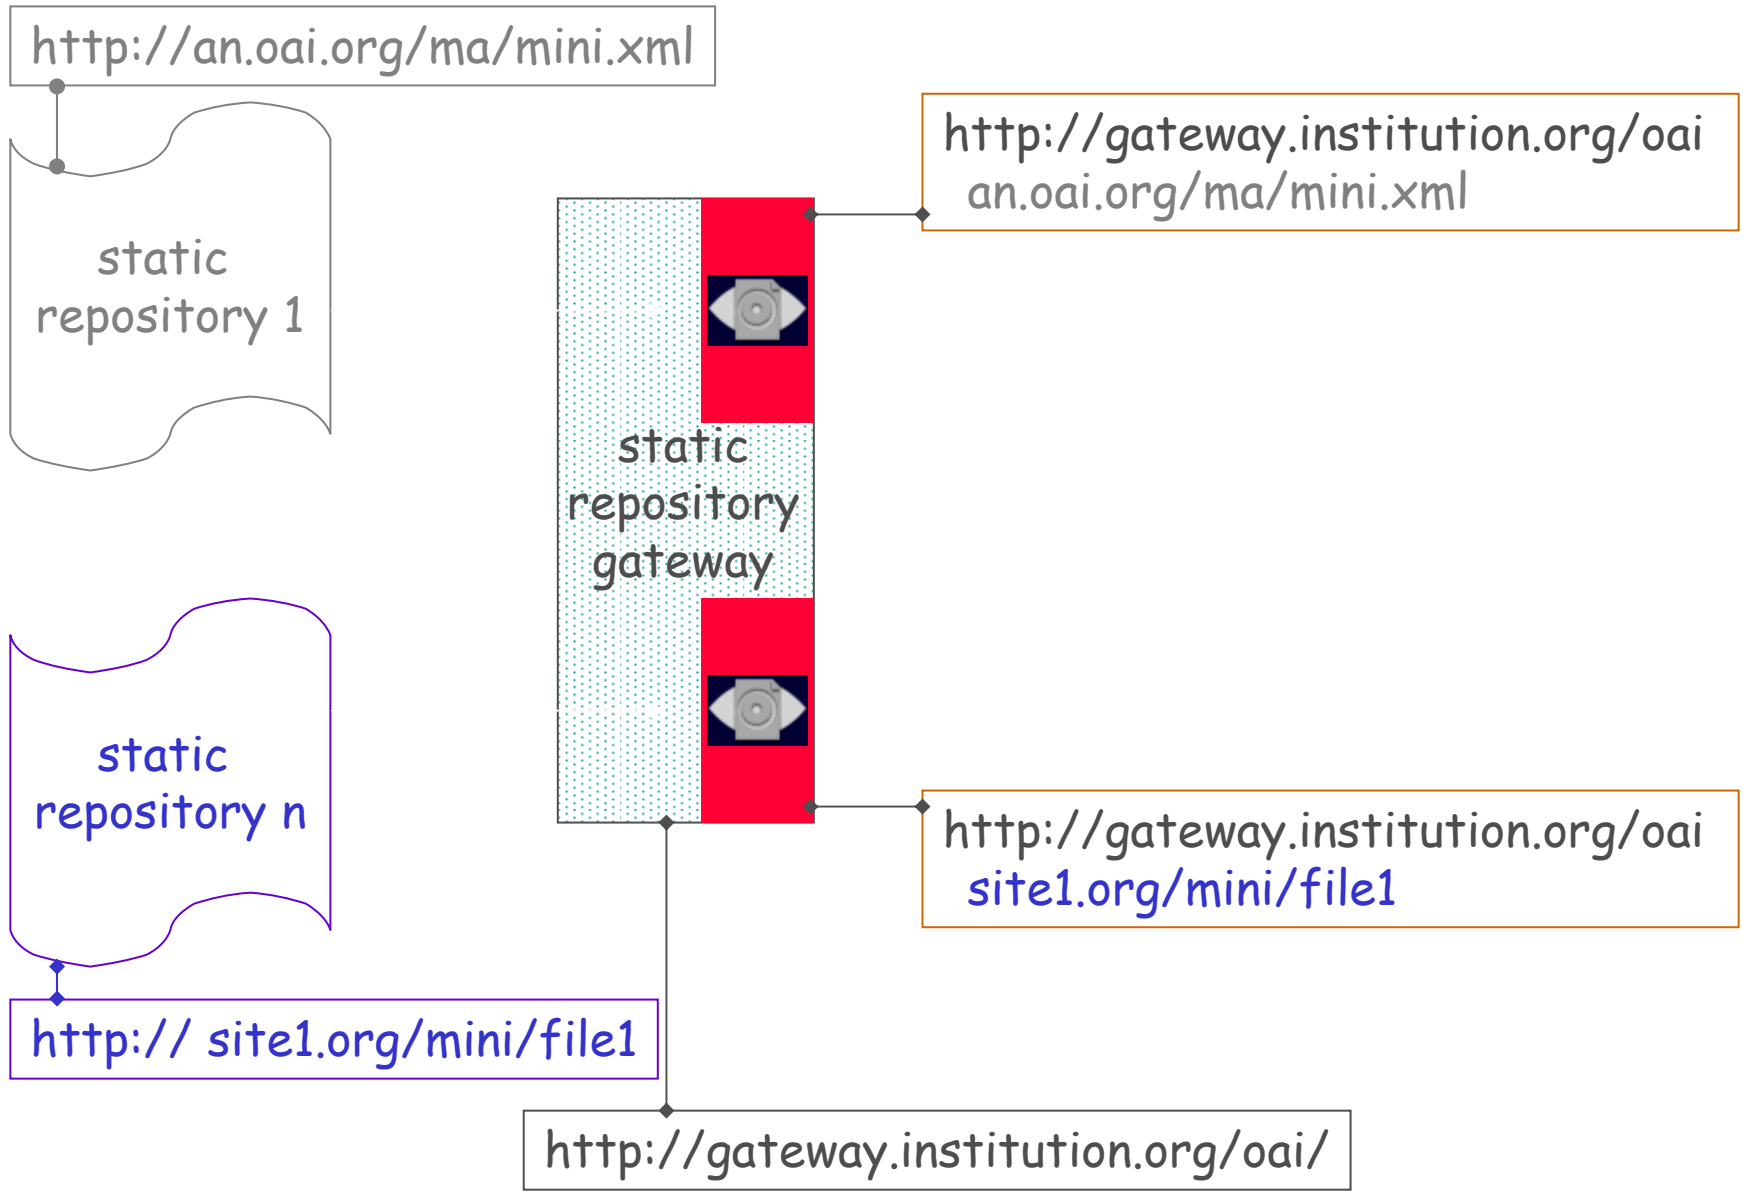 http://an.oai.org/ma/mini.xml
static
repository 1
http://gateway.institution.org/oai
an.oai.org/ma/mini.xml
static
repository
gateway
static
repository n
http:// site1.org/mini/file1
http://gateway.institution.org/oai
site1.org/mini/file1
http://gateway.institution.org/oai/